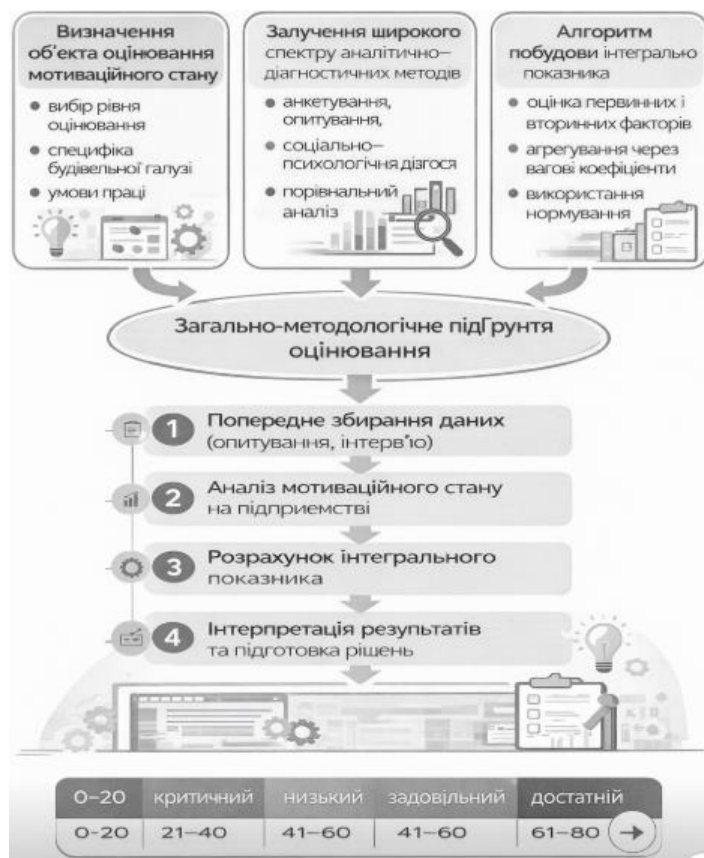 Визначення
об'єкта оцінювання
мотиваційного стану
• вибір рівня
оцінювання
• специфіка
будівельної галузі
• умови праці
Залучення широкого
спектру аналітично–
діагностичних методів
• анкетування,
опитування,
• соціально–
психологічня дізгося
• порівнальний
аналіз
Алгоритм
побудови інтегралью
показника
• оцінка первинних і
вторинних факторів
• агрегування через
вагові коефіціенти
• використання
нормування
Загально-методологічне підґрунтя
оцінювання
1 Попереднє збирання даних
(опитування, інтерв'ю)
2 Аналіз мотиваційного стану
на підприємстві
3 Розрахунок інтегрального
показника
4 Інтерпретація результатів
та підготовка рішень
0–20 критичний низький задовільний достатній
0-20 21–40 41–60 41–60 61–80